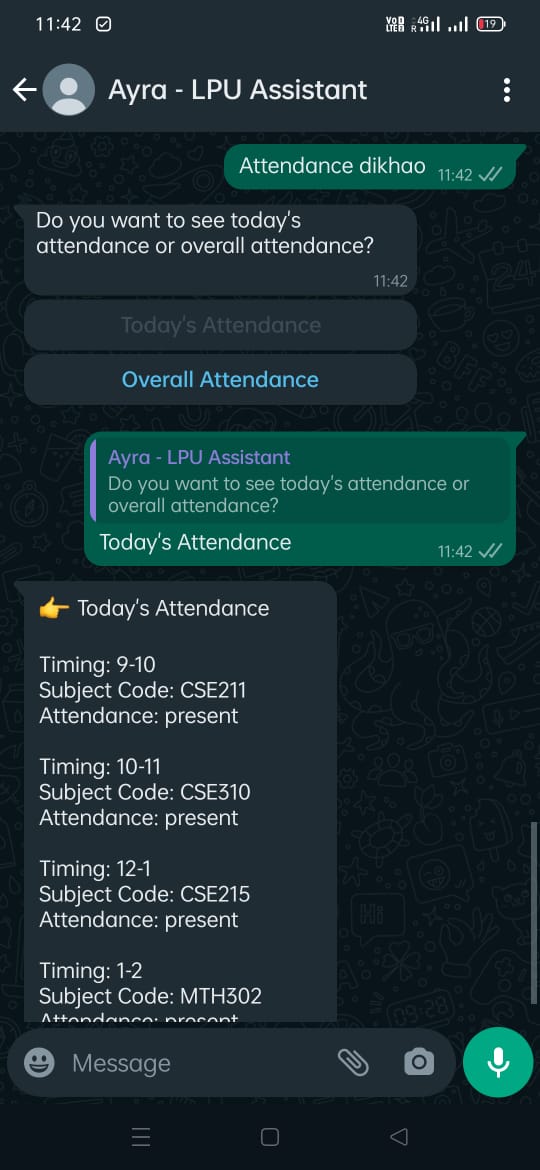 11:42
Vo LTE 4G R 19
Ayra - LPU Assistant
Attendance dikhao
11:42
Do you want to see today's
attendance or overall attendance?
11:42
Today's Attendance
Overall Attendance
Ayra - LPU Assistant
Do you want to see today's attendance or
overall attendance?
Today's Attendance
11:42
👉 Today's Attendance
Timing: 9-10
Subject Code: CSE211
Attendance: present
Timing: 10-11
Subject Code: CSE310
Attendance: present
Timing: 12-1
Subject Code: CSE215
Attendance: present
Timing: 1-2
Subject Code: MTH302
Attendance: present
Message